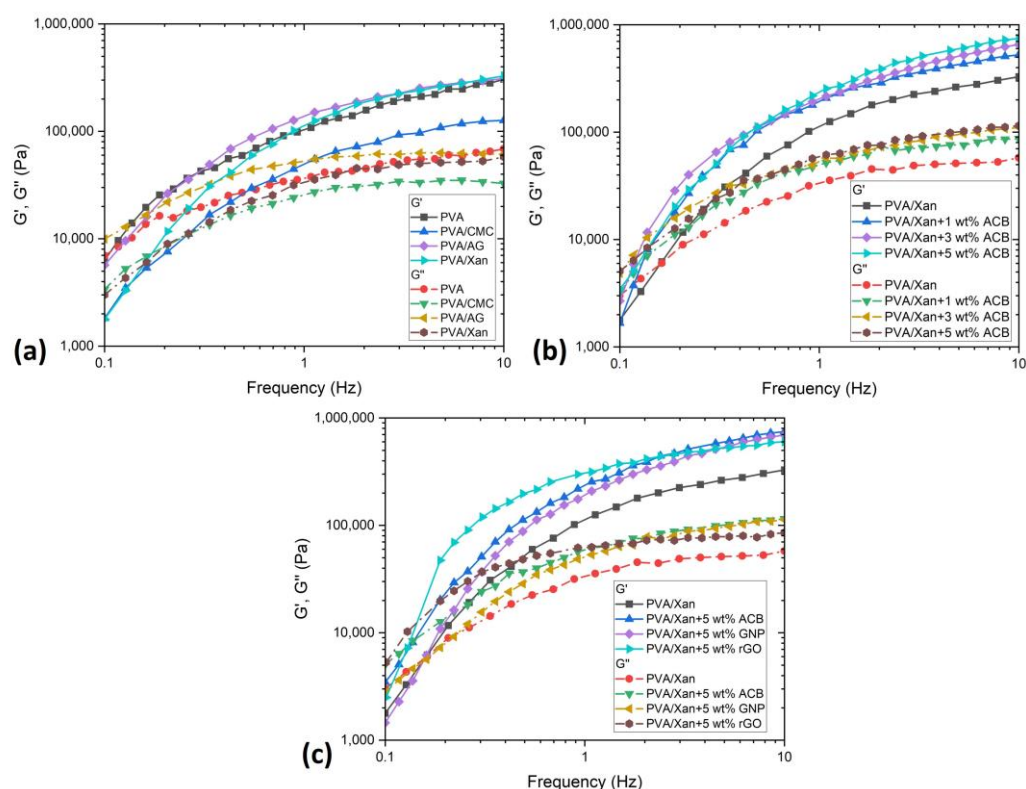 1,000,000
100,000
10,000
1,000
G', G" (Pa)
0.1
1
10
Frequency (Hz)
(a)
G'
PVA
PVA/CMC
PVA/AG
PVA/Xan
G"
PVA
PVA/CMC
PVA/AG
PVA/Xan
1,000,000
100,000
10,000
1,000
G', G" (Pa)
0.1
1
10
Frequency (Hz)
(b)
G'
PVA/Xan
PVA/Xan+1 wt% ACB
PVA/Xan+3 wt% ACB
PVA/Xan+5 wt% ACB
G"
PVA/Xan
PVA/Xan+1 wt% ACB
PVA/Xan+3 wt% ACB
PVA/Xan+5 wt% ACB
1,000,000
100,000
10,000
1,000
G', G" (Pa)
0.1
1
10
Frequency (Hz)
(c)
G'
PVA/Xan
PVA/Xan+5 wt% ACB
PVA/Xan+5 wt% GNP
PVA/Xan+5 wt% rGO
G"
PVA/Xan
PVA/Xan+5 wt% ACB
PVA/Xan+5 wt% GNP
PVA/Xan+5 wt% rGO